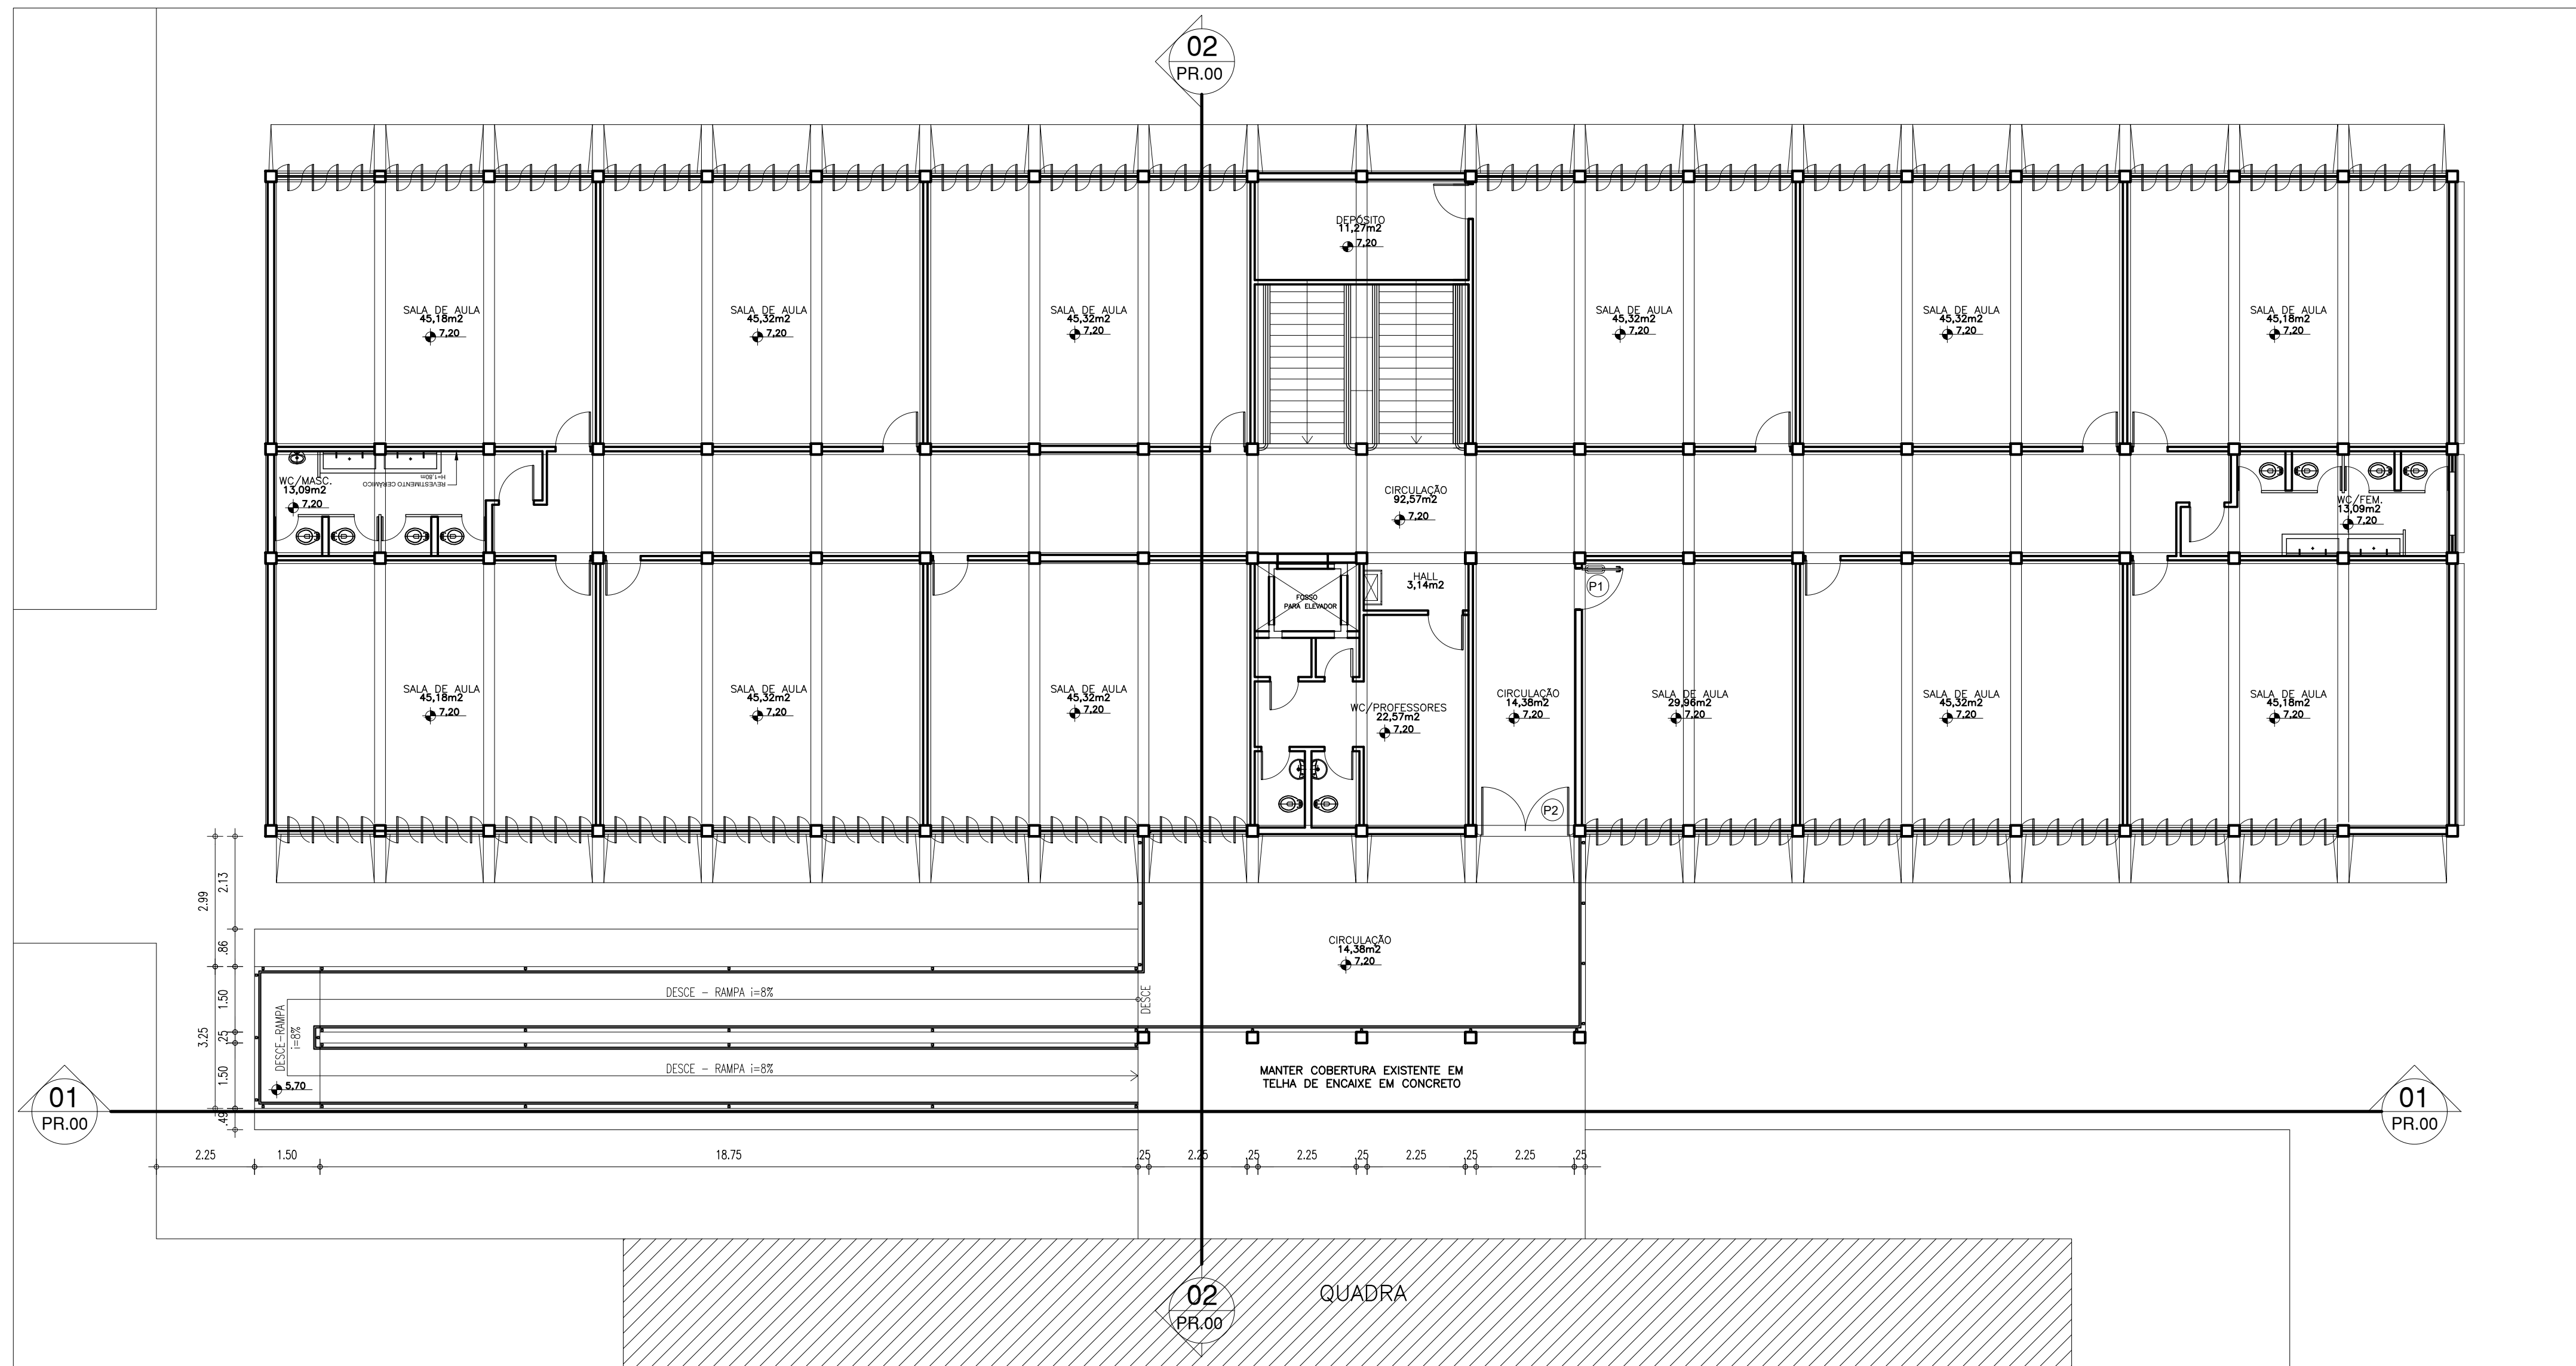 02
PR.00
DEPÓSITO
11,27m2
7,20
SALA DE AULA
45,18m2
7,20
SALA DE AULA
45,32m2
7,20
SALA DE AULA
45,32m2
7,20
SALA DE AULA
45,32m2
7,20
SALA DE AULA
45,32m2
7,20
SALA DE AULA
45,18m2
7,20
WC/MASC.
13,09m2
7,20
REVESTIMENTO CERÂMICO
H=1.80m
CIRCULAÇÃO
92,57m2
7,20
WC/FEM.
13,09m2
7,20
HALL
3,14m2
FOSSO
PARA ELEVADOR
P1
SALA DE AULA
45,18m2
7,20
SALA DE AULA
45,32m2
7,20
SALA DE AULA
45,32m2
7,20
WC/PROFESSORES
22,57m2
7,20
CIRCULAÇÃO
14,38m2
7,20
SALA DE AULA
29,96m2
7,20
SALA DE AULA
45,32m2
7,20
SALA DE AULA
45,18m2
7,20
P2
2.99
2.13
.86
CIRCULAÇÃO
14,38m2
7,20
3.25
1.50
.25
1.50
.49
DESCE - RAMPA i=8%
DESCE
DESCE-RAMPA
i=8%
DESCE - RAMPA i=8%
5,70
MANTER COBERTURA EXISTENTE EM
TELHA DE ENCAIXE EM CONCRETO
01
PR.00
01
PR.00
2.25
1.50
18.75
.25
2.25
.25
2.25
.25
2.25
.25
2.25
.25
QUADRA
02
PR.00